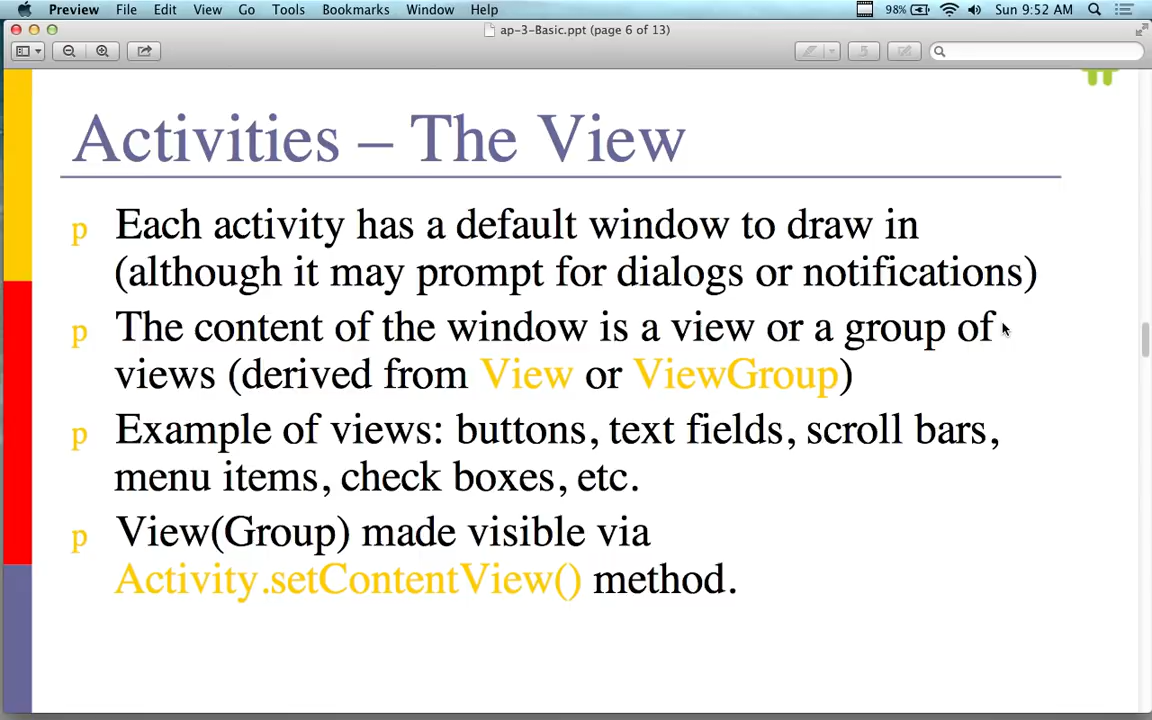 Preview File Edit View Go Tools Bookmarks Window Help 98% Sun 9:52 AM
ap-3-Basic.ppt (page 6 of 13)
Activities – The View
p Each activity has a default window to draw in
(although it may prompt for dialogs or notifications)
p The content of the window is a view or a group of
views (derived from View or ViewGroup)
p Example of views: buttons, text fields, scroll bars,
menu items, check boxes, etc.
p View(Group) made visible via
Activity.setContentView() method.